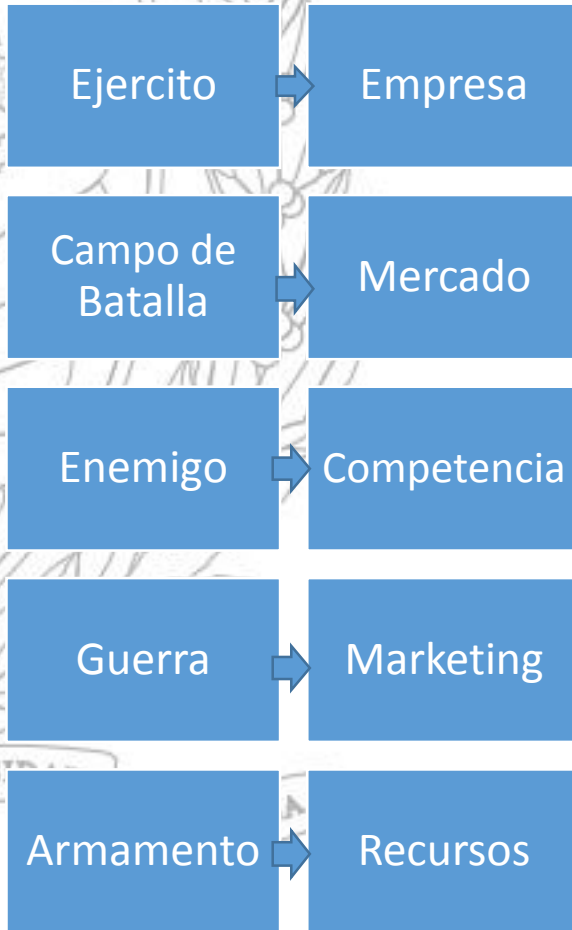 Ejercito
Empresa
Campo de
Batalla
Mercado
Enemigo
Competencia
Guerra
Marketing
Armamento
Recursos